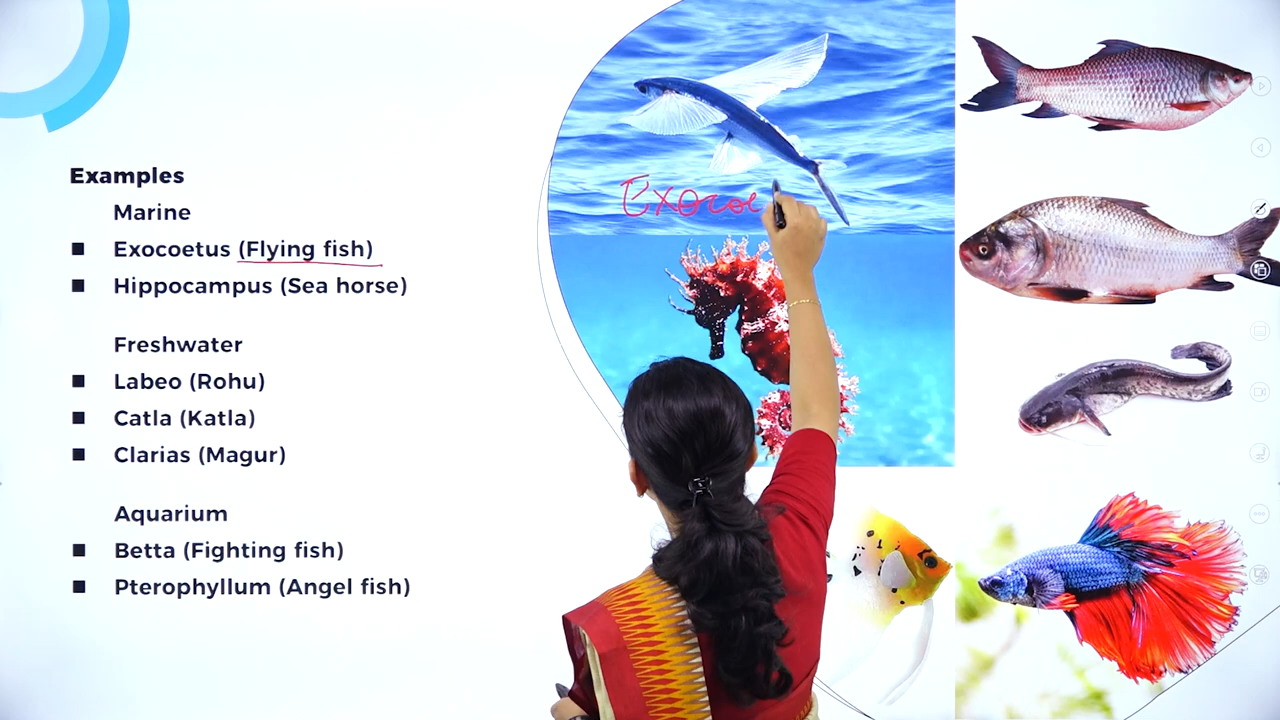 Examples
Marine
■ Exocoetus (Flying fish)
■ Hippocampus (Sea horse)
Freshwater
■ Labeo (Rohu)
■ Catla (Katla)
■ Clarias (Magur)
Aquarium
■ Betta (Fighting fish)
■ Pterophyllum (Angel fish)
Exocoe